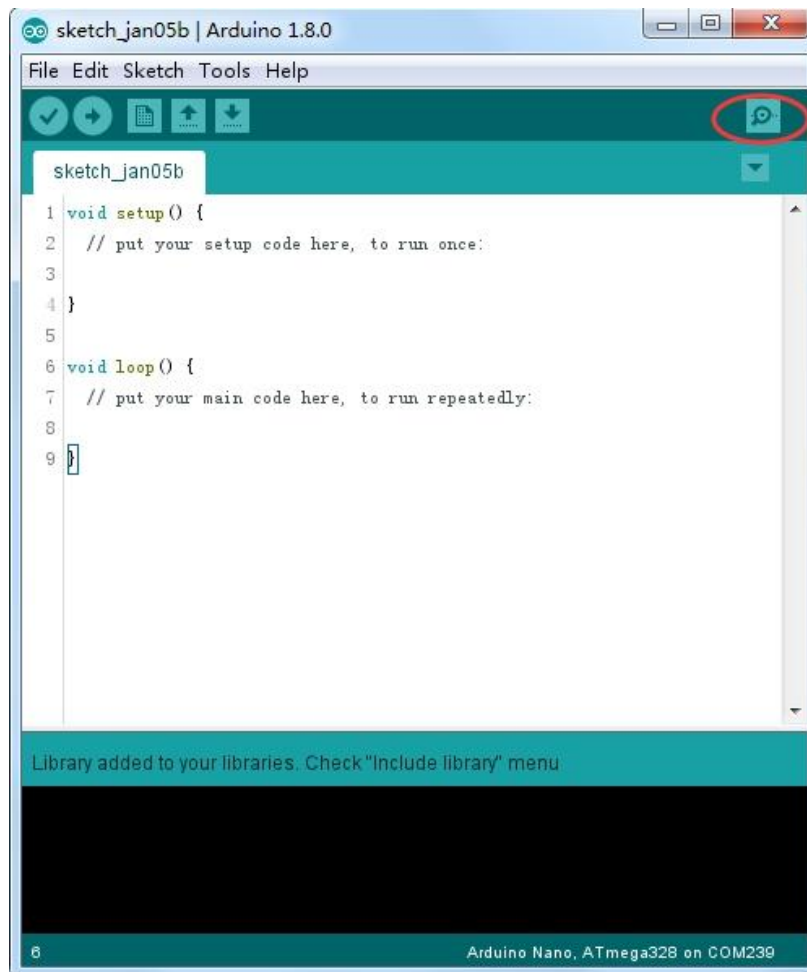 sketch_jan05b | Arduino 1.8.0
File Edit Sketch Tools Help
sketch_jan05b
1 void setup() {
2 // put your setup code here, to run once:
3
4 }
5
6 void loop() {
7 // put your main code here, to run repeatedly:
8
9 }
Library added to your libraries. Check "Include library" menu
6 Arduino Nano, ATmega328 on COM239